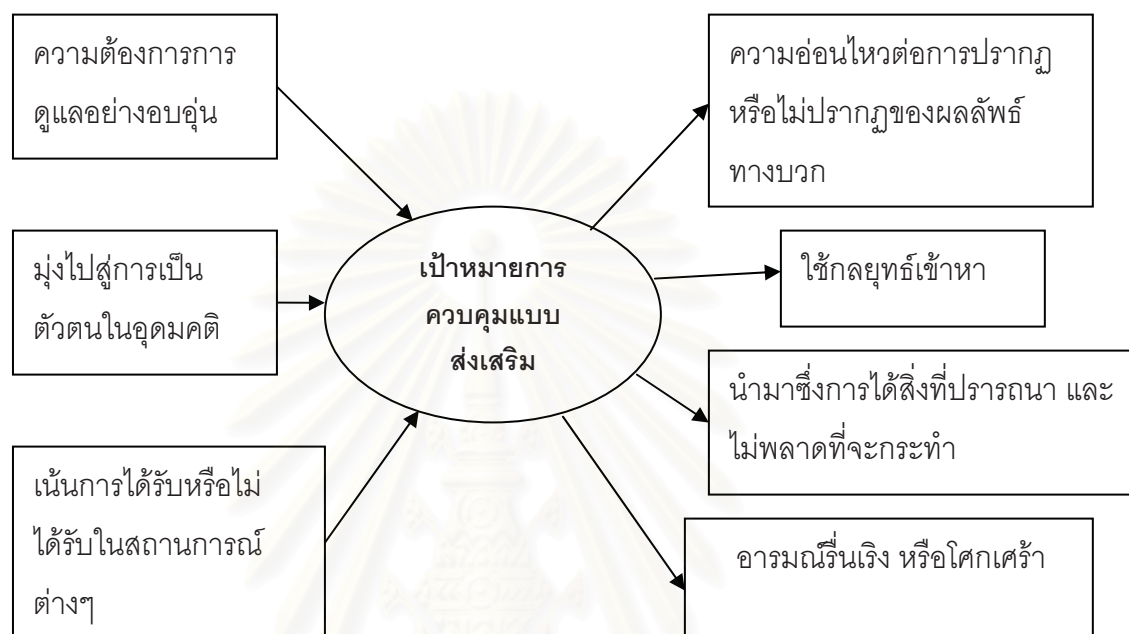 ความต้องการการ
ดูแลอย่างอบอุ่น
มุ่งไปสู่การเป็น
ตัวตนในอุดมคติ
เน้นการได้รับหรือไม่
ได้รับในสถานการณ์
ต่างๆ
เป้าหมายการ
ควบคุมแบบ
ส่งเสริม
ความอ่อนไหวต่อการปรากฏ
หรือไม่ปรากฏของผลลัพธ์
ทางบวก
ใช้กลยุทธ์เข้าหา
นำมาซึ่งการได้สิ่งที่ปรารถนา และ
ไม่พลาดที่จะกระทำ
อารมณ์รื่นเริง หรือโศกเศร้า